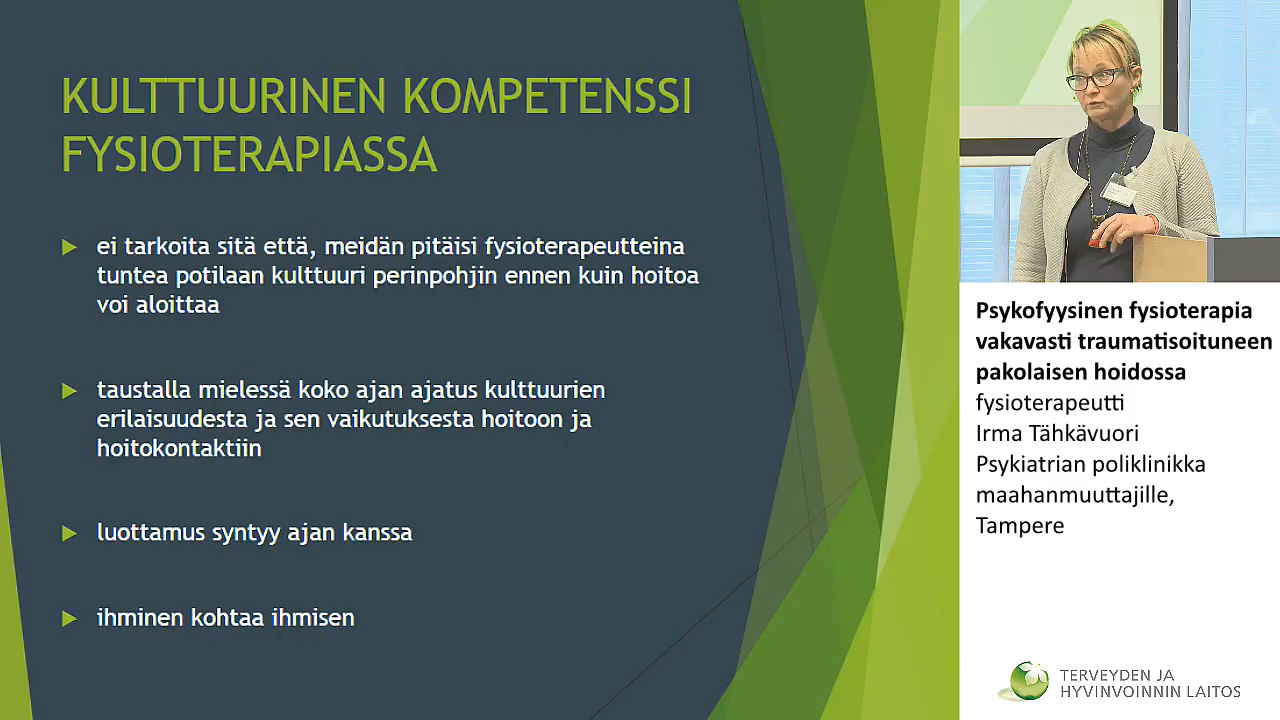 KULTTUURINEN KOMPETENSSI
FYSIOTERAPIASSA
ei tarkoita sitä että, meidän pitäisi fysioterapeutteina
tuntea potilaan kulttuuri perinpohjin ennen kuin hoitoa
voi aloittaa
taustalla mielessä koko ajan ajatus kulttuurien
erilaisuudesta ja sen vaikutuksesta hoitoon ja
hoitokontaktiin
luottamus syntyy ajan kanssa
ihminen kohtaa ihmisen
Psykofyysinen fysioterapia
vakavasti traumatisoituneen
pakolaisen hoidossa
fysioterapeutti
Irma Tähkävuori
Psykiatrian poliklinikka
maahanmuuttajille,
Tampere
TERVEYDEN JA
HYVINVOINNIN LAITOS